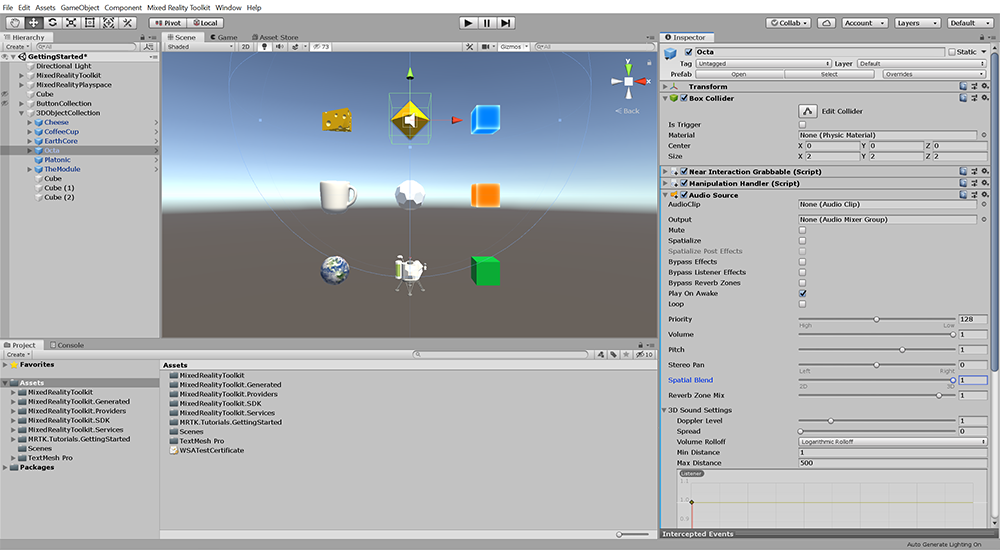 File Edit Assets GameObject Component Mixed Reality Toolkit Window Help
Pivot Local Collab Account Layers Default
Hierarchy
Create All
GettingStarted*
Directional Light
MixedRealityToolkit
MixedRealityPlayspace
Cube
ButtonCollection
3DObjectCollection
Cheese
CoffeeCup
EarthCore
Octa
Platonic
TheModule
Cube
Cube (1)
Cube (2)
Scene Game Asset Store
Shaded 2D 73 Gizmos All
y
x
z
Back
Inspector
Octa Static
Tag Untagged Layer Default
Prefab Open Select Overrides
Transform
Box Collider
Edit Collider
Is Trigger
Material None (Physic Material)
Center X 0 Y 0 Z 0
Size X 2 Y 2 Z 2
Near Interaction Grabbable (Script)
Manipulation Handler (Script)
Audio Source
AudioClip None (Audio Clip)
Output None (Audio Mixer Group)
Mute
Spatialize
Spatialize Post Effects
Bypass Effects
Bypass Listener Effects
Bypass Reverb Zones
Play On Awake
Loop
Priority 128
High Low
Volume 1
Pitch 1
Stereo Pan 0
Left Right
Spatial Blend 1
2D 3D
Reverb Zone Mix 1
3D Sound Settings
Doppler Level 1
Spread 0
Volume Rolloff Logarithmic Rolloff
Min Distance 1
Max Distance 500
Listener
1.1
1.0
0.9
Intercepted Events
Project Console
Create 10
Favorites
Assets
MixedRealityToolkit
MixedRealityToolkit.Generated
MixedRealityToolkit.Providers
MixedRealityToolkit.SDK
MixedRealityToolkit.Services
MRTK.Tutorials.GettingStarted
Scenes
TextMesh Pro
Packages
Assets
MixedRealityToolkit
MixedRealityToolkit.Generated
MixedRealityToolkit.Providers
MixedRealityToolkit.SDK
MixedRealityToolkit.Services
MRTK.Tutorials.GettingStarted
Scenes
TextMesh Pro
WSATestCertificate
Auto Generate Lighting On